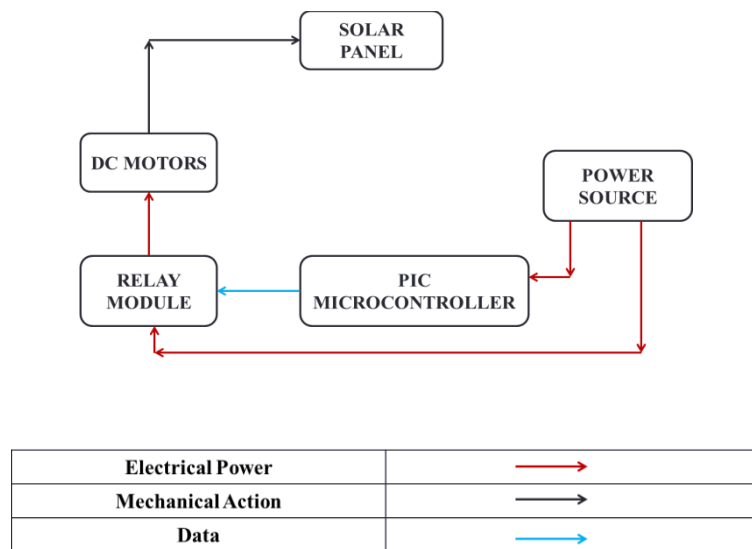 SOLAR
PANEL
DC MOTORS
POWER
SOURCE
RELAY
MODULE
PIC
MICROCONTROLLER
Electrical Power
Mechanical Action
Data